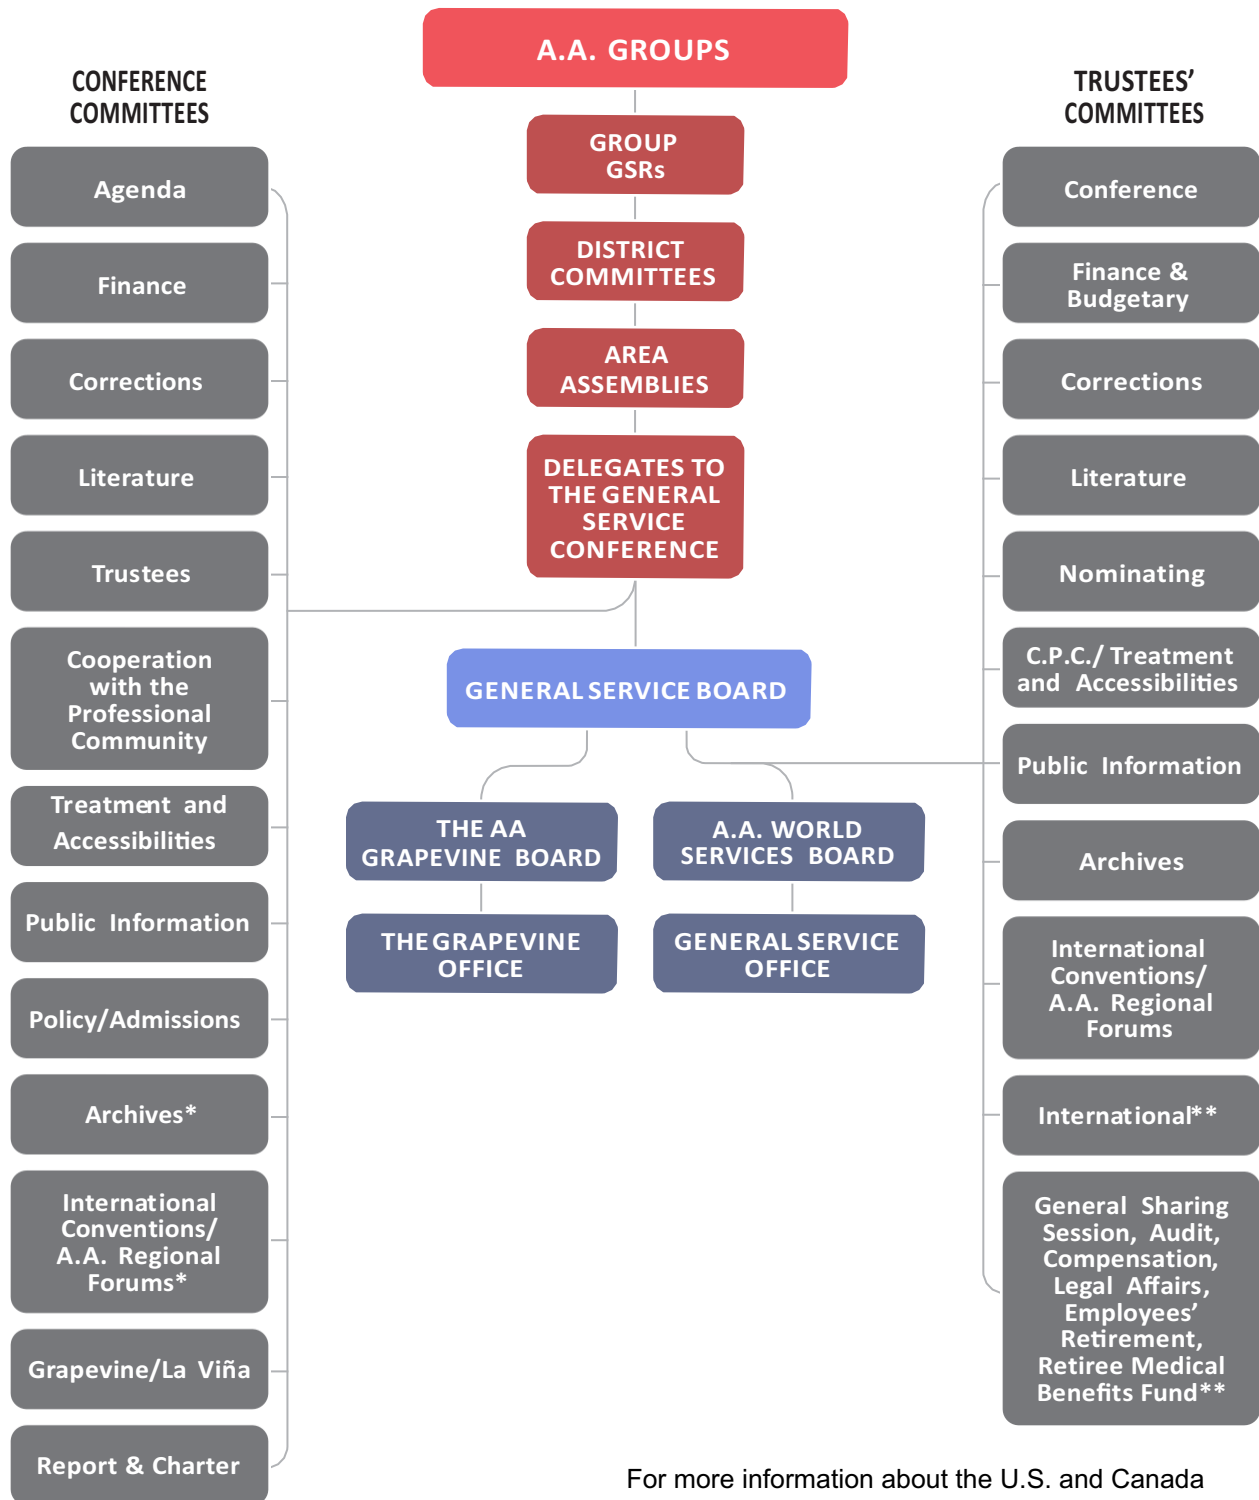 A.A. GROUPS
CONFERENCE
COMMITTEES
Agenda
Finance
Corrections
Literature
Trustees
Cooperation
with the
Professional
Community
Treatment and
Accessibilities
Public Information
Policy/Admissions
Archives*
International
Conventions/
A.A. Regional
Forums*
Grapevine/La Viña
Report & Charter
GROUP
GSRs
DISTRICT
COMMITTEES
AREA
ASSEMBLIES
DELEGATES TO
THE GENERAL
SERVICE
CONFERENCE
GENERAL SERVICE BOARD
THE AA
GRAPEVINE BOARD
A.A. WORLD
SERVICES BOARD
THE GRAPEVINE
OFFICE
GENERAL SERVICE
OFFICE
TRUSTEES’
COMMITTEES
Conference
Finance &
Budgetary
Corrections
Literature
Nominating
C.P.C./ Treatment
and Accessibilities
Public Information
Archives
International
Conventions/
A.A. Regional
Forums
International**
General Sharing
Session, Audit,
Compensation,
Legal Affairs,
Employees’
Retirement,
Retiree Medical
Benefits Fund**
For more information about the U.S. and Canada